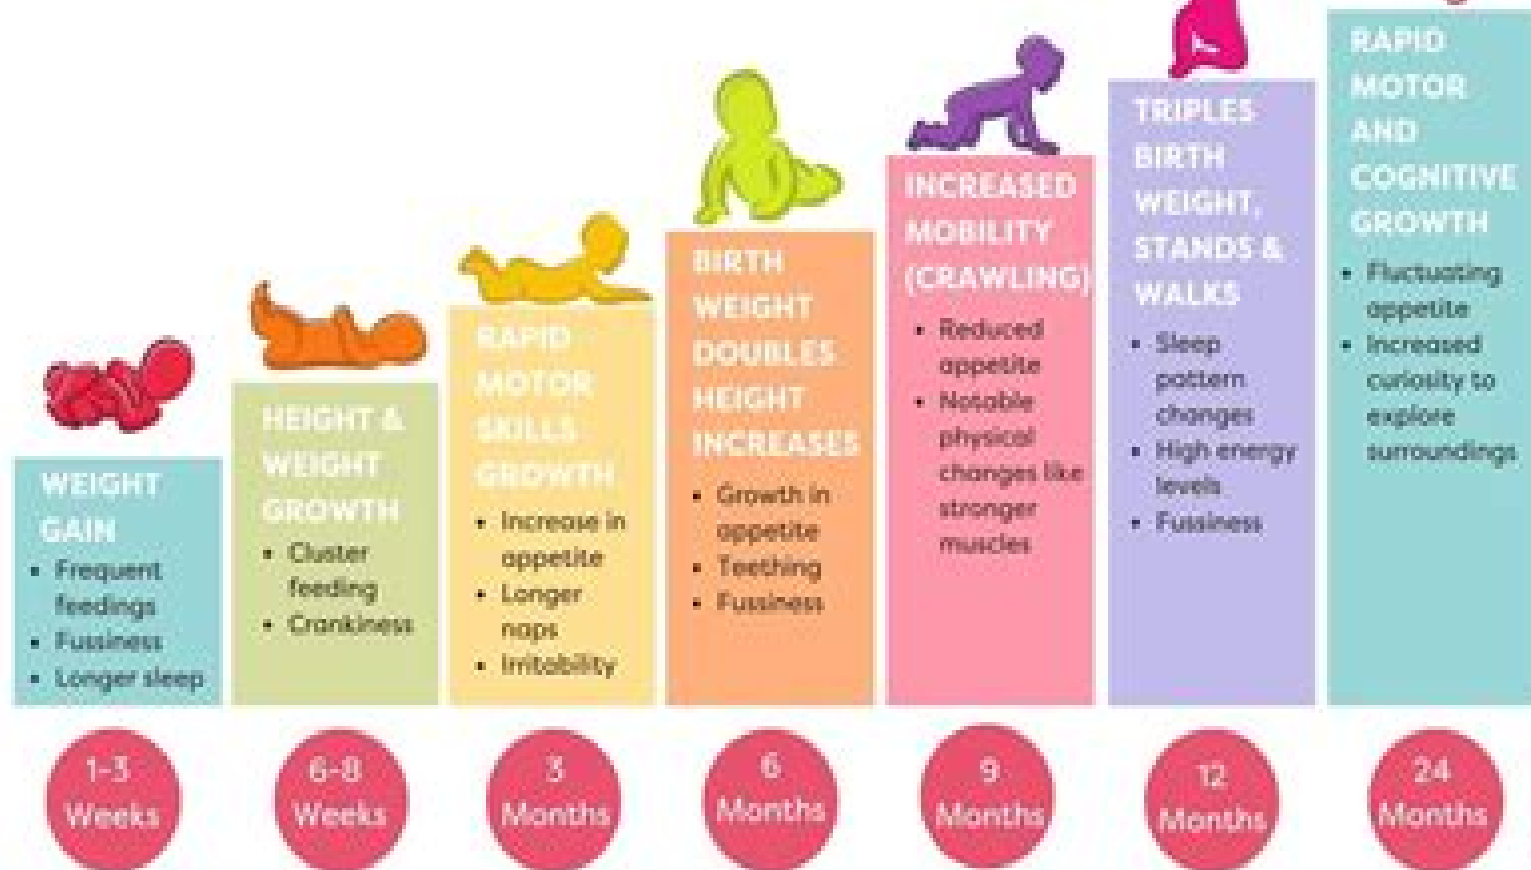 WEIGHT
GAIN
• Frequent
feedings
• Fussiness
• Longer sleep
1-3
Weeks
HEIGHT &
WEIGHT
GROWTH
• Cluster
feeding
• Crankiness
6-8
Weeks
RAPID
MOTOR
SKILLS
GROWTH
• Increase in
appetite
• Longer
naps
• Irritability
3
Months
BIRTH
WEIGHT
DOUBLES
HEIGHT
INCREASES
• Growth in
appetite
• Teething
• Fussiness
6
Months
INCREASED
MOBILITY
(CRAWLING)
• Reduced
appetite
• Notable
physical
changes like
stronger
muscles
9
Months
TRIPLES
BIRTH
WEIGHT,
STANDS &
WALKS
• Sleep
pattern
changes
• High energy
levels
• Fussiness
12
Months
RAPID
MOTOR
AND
COGNITIVE
GROWTH
• Fluctuating
appetite
• Increased
curiosity to
explore
surroundings
24
Months